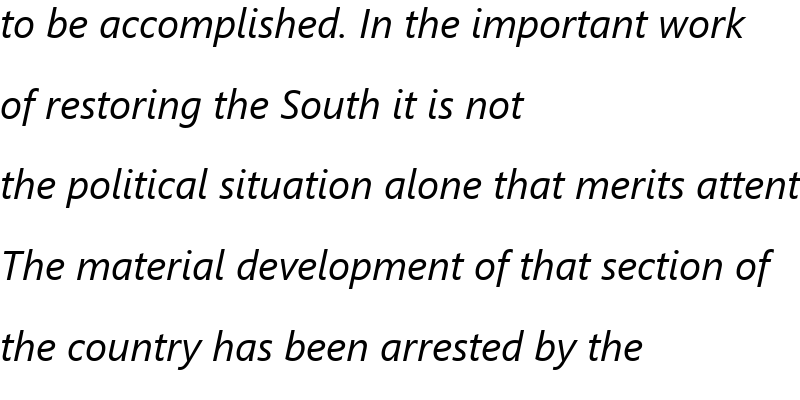 to be accomplished. In the important work
of restoring the South it is not
the political situation alone that merits attent
The material development of that section of
the country has been arrested by the